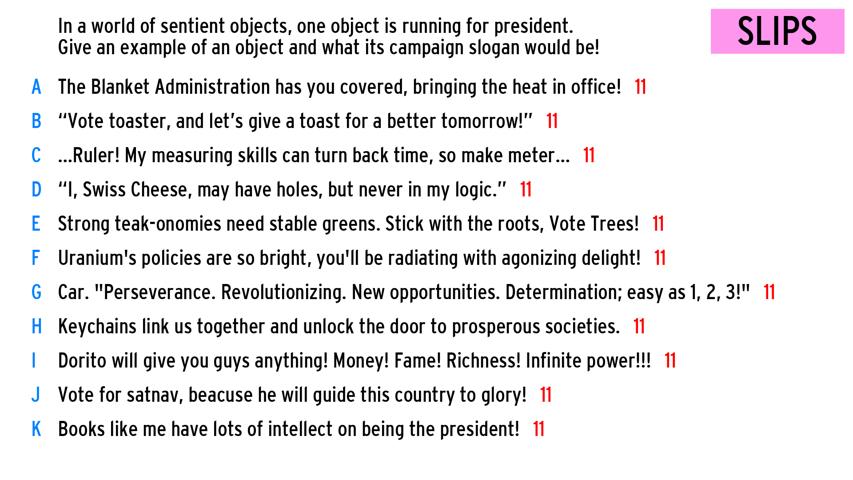 In a world of sentient objects, one object is running for president.
Give an example of an object and what its campaign slogan would be!
SLIPS
A The Blanket Administration has you covered, bringing the heat in office! 11
B “Vote toaster, and let’s give a toast for a better tomorrow!” 11
C ...Ruler! My measuring skills can turn back time, so make meter... 11
D “I, Swiss Cheese, may have holes, but never in my logic.” 11
E Strong teak-onomies need stable greens. Stick with the roots, Vote Trees! 11
F Uranium's policies are so bright, you'll be radiating with agonizing delight! 11
G Car. "Perseverance. Revolutionizing. New opportunities. Determination; easy as 1, 2, 3!" 11
H Keychains link us together and unlock the door to prosperous societies. 11
I Dorito will give you guys anything! Money! Fame! Richness! Infinite power!!! 11
J Vote for satnav, beacuse he will guide this country to glory! 11
K Books like me have lots of intellect on being the president! 11